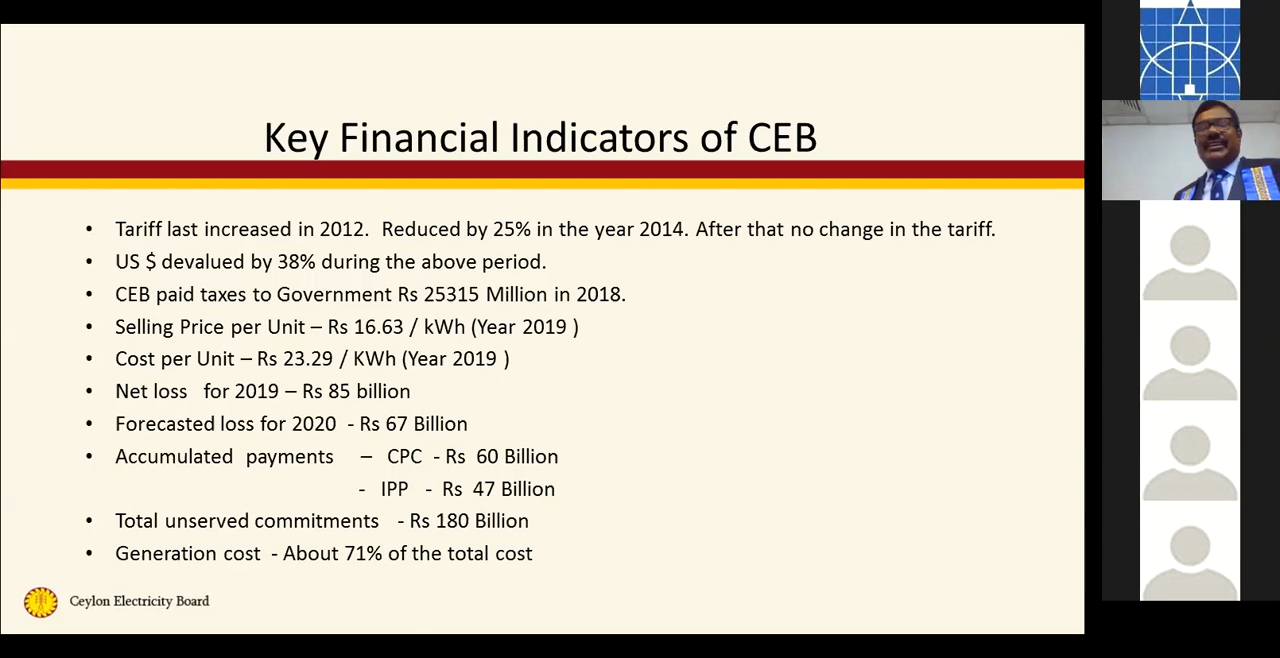 Key Financial Indicators of CEB
• Tariff last increased in 2012. Reduced by 25% in the year 2014. After that no change in the tariff.
• US $ devalued by 38% during the above period.
• CEB paid taxes to Government Rs 25315 Million in 2018.
• Selling Price per Unit – Rs 16.63 / kWh (Year 2019 )
• Cost per Unit – Rs 23.29 / KWh (Year 2019 )
• Net loss for 2019 – Rs 85 billion
• Forecasted loss for 2020 - Rs 67 Billion
• Accumulated payments – CPC - Rs 60 Billion
- IPP - Rs 47 Billion
• Total unserved commitments - Rs 180 Billion
• Generation cost - About 71% of the total cost
Ceylon Electricity Board